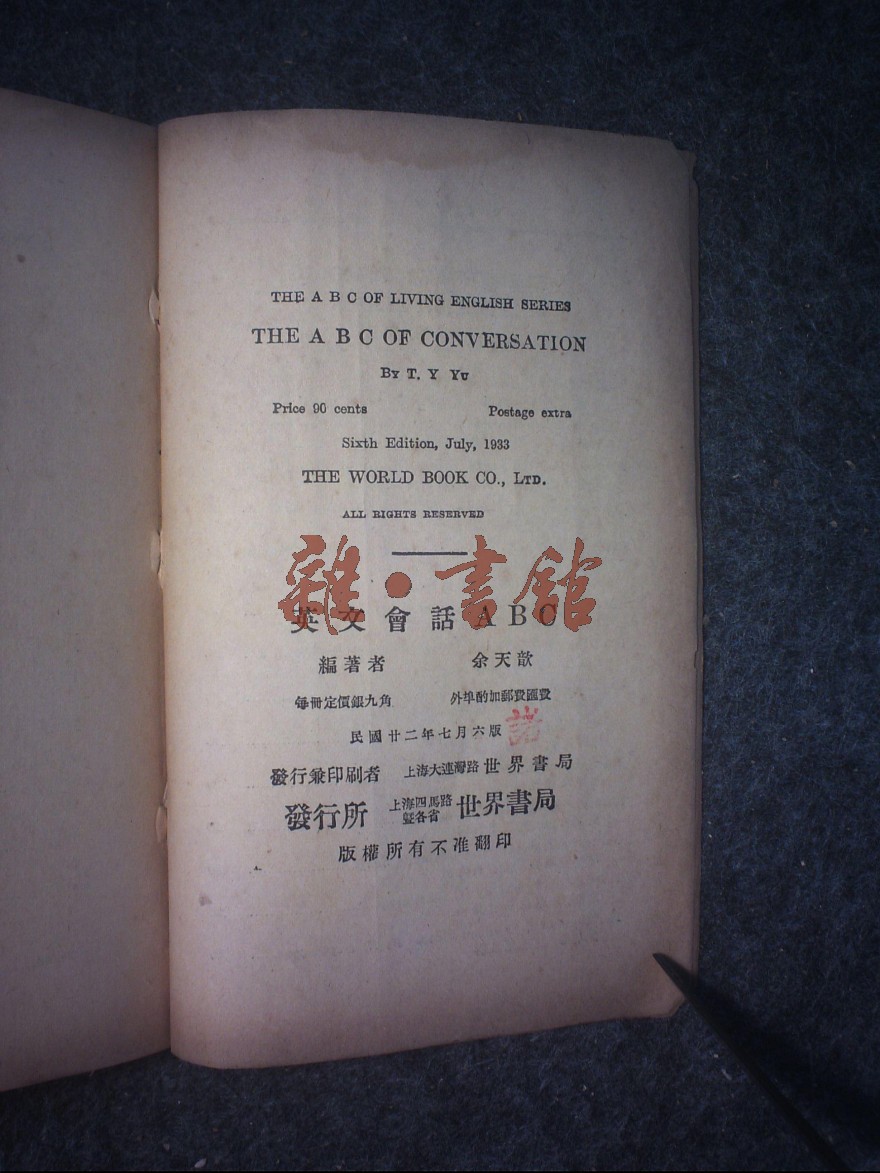 THE A B C OF LIVING ENGLISH SERIES
THE A B C OF CONVERSATION
BY T. Y YU
Price 90 cents Postage extra
Sixth Edition, July, 1933
THE WORLD BOOK CO., LTD.
ALL RIGHTS RESERVED
雜·書館
英文會話ABC
編著者 余天韻
每冊定價銀九角 外埠酌加郵費匯費
民國廿二年七月六版
發行兼印刷者 上海大連灣路 世界書局
發行所 上海四馬路暨各省 世界書局
版權所有不准翻印